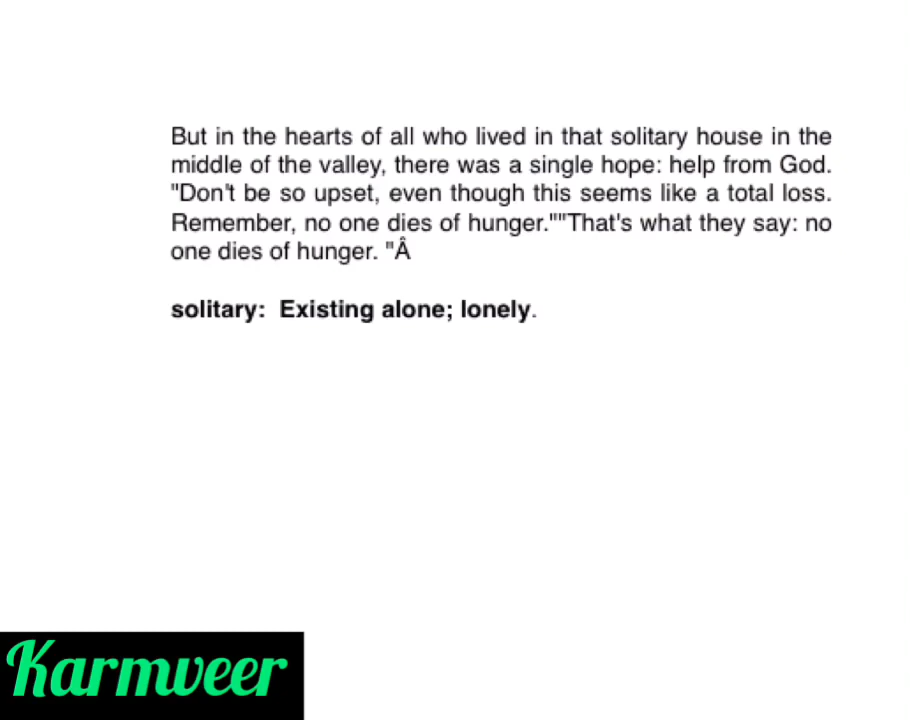 But in the hearts of all who lived in that solitary house in the
middle of the valley, there was a single hope: help from God.
"Don't be so upset, even though this seems like a total loss.
Remember, no one dies of hunger.""That's what they say: no
one dies of hunger. "Â
solitary:  Existing alone; lonely.
Karmveer